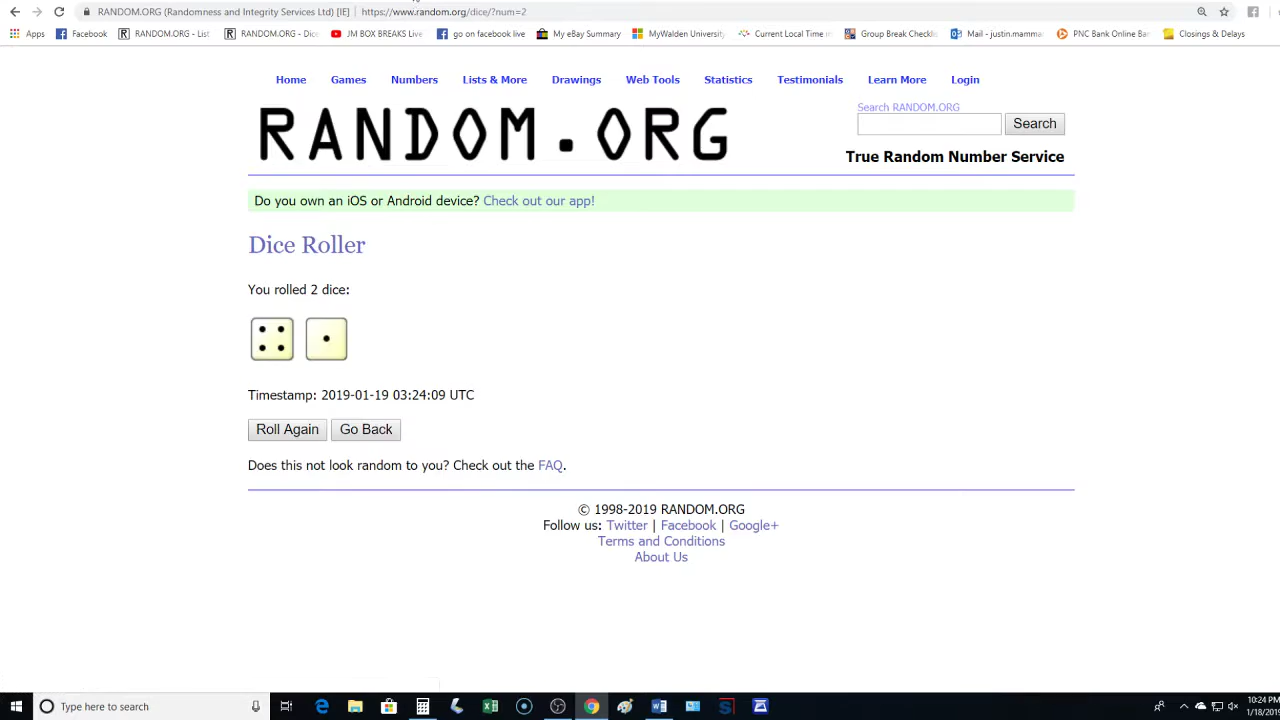 RANDOM.ORG (Randomness and Integrity Services Ltd) [IE] | https://www.random.org/dice/?num=2
Apps Facebook RANDOM.ORG - List RANDOM.ORG - Dice JM BOX BREAKS Live go on facebook live My eBay Summary MyWalden University Current Local Time in Group Break Checklis Mail - justin.mamma PNC Bank Online Ban Closings & Delays
Home Games Numbers Lists & More Drawings Web Tools Statistics Testimonials Learn More Login
RANDOM.ORG
Search RANDOM.ORG
Search
True Random Number Service
Do you own an iOS or Android device? Check out our app!
Dice Roller
You rolled 2 dice:
Timestamp: 2019-01-19 03:24:09 UTC
Roll Again Go Back
Does this not look random to you? Check out the FAQ.
© 1998-2019 RANDOM.ORG
Follow us: Twitter | Facebook | Google+
Terms and Conditions
About Us
Type here to search
10:24 PM
1/18/2019